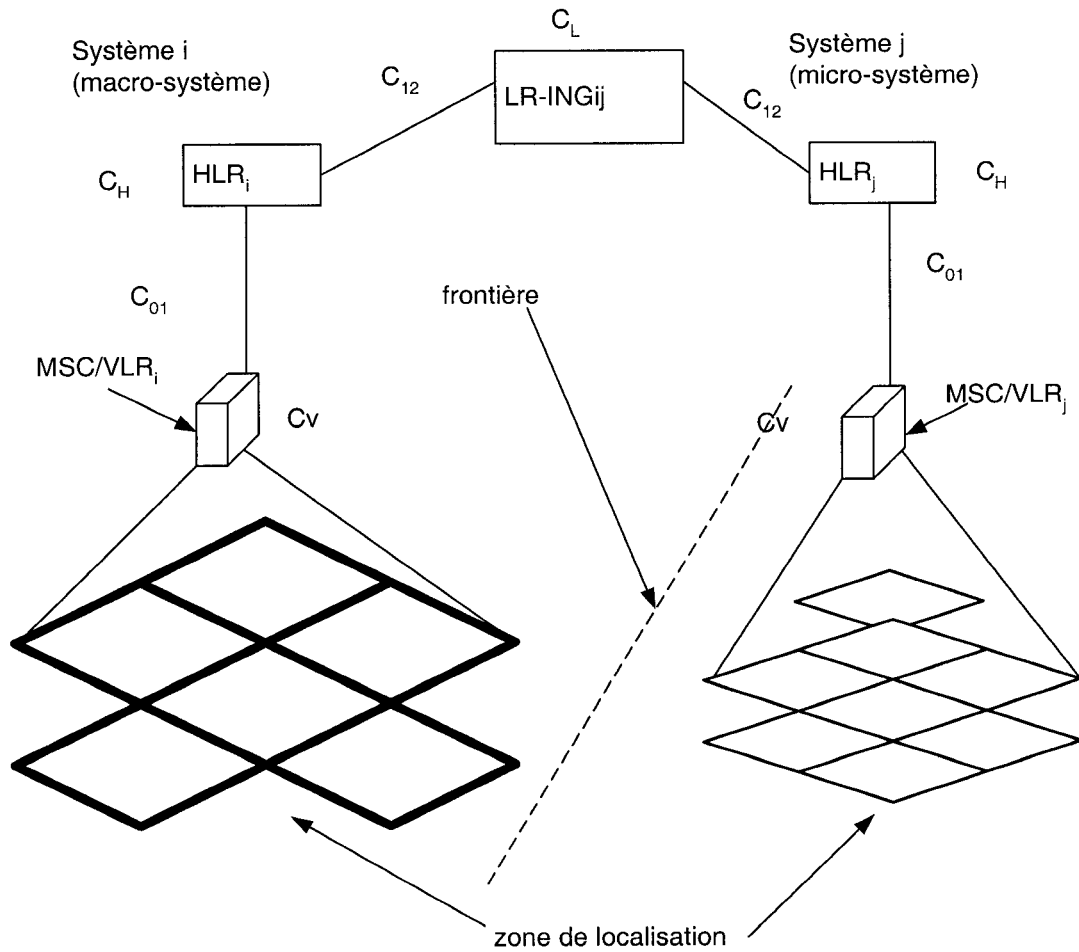 C_L
Système i
(macro-système)
Système j
(micro-système)
C_12
LR-INGij
C_12
HLR_i
C_H
HLR_j
C_H
C_01
C_01
frontière
MSC/VLR_i
Cv
Cv
MSC/VLR_j
zone de localisation